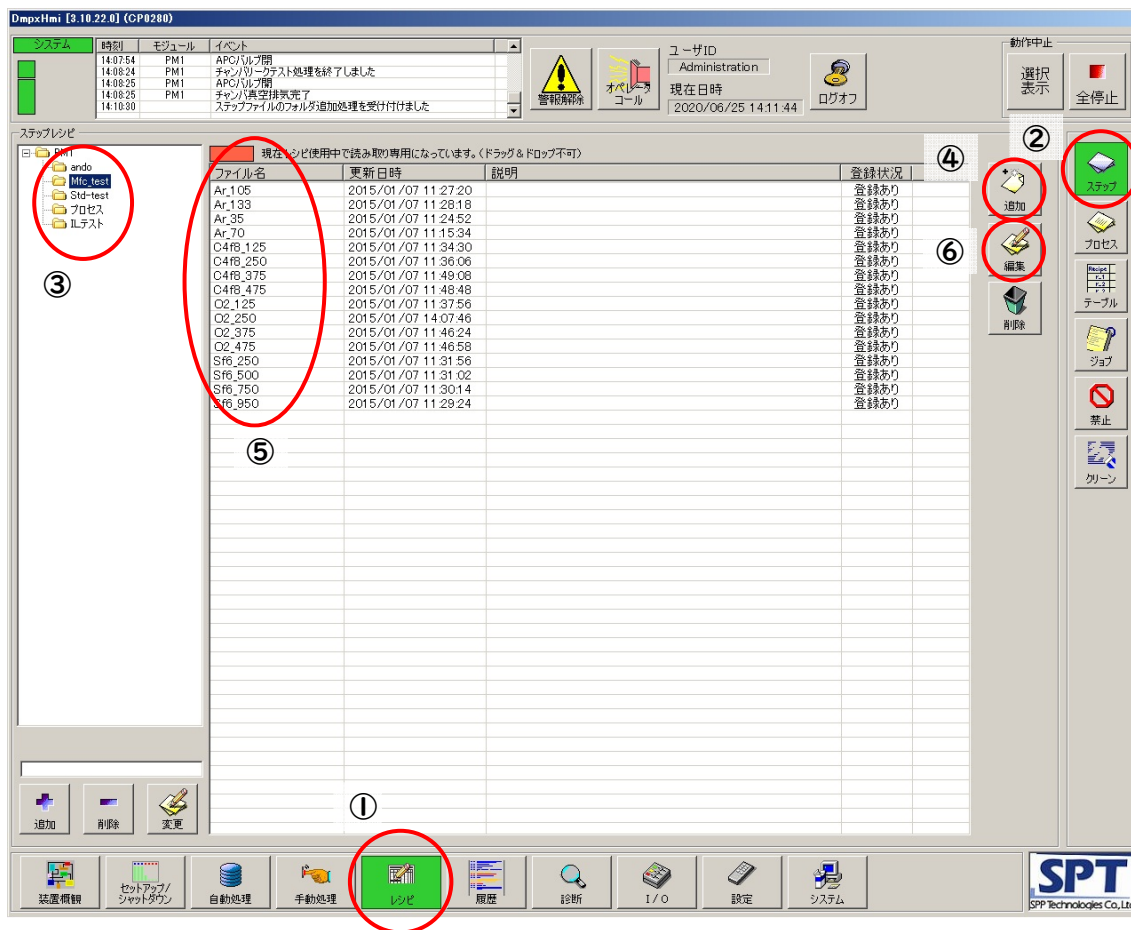 DmpxHmi [3.10.22.0] (CP0280)
システム
時刻 モジュール イベント
14:07:54 PM1 APCバルブ閉
14:08:24 PM1 チャンバリークテスト処理を終了しました
14:08:25 PM1 APCバルブ開
14:08:25 PM1 チャンバ真空排気完了
14:10:30 ステップファイルのフォルダ追加処理を受け付けました
警報解除
オペレータコール
ユーザID
Administration
現在日時
2020/06/25 14:11:44
ログオフ
動作中止
選択表示
全停止
ステップレシピ
PM1
ando
Mfc_test
Std-test
プロセス
ILテスト
③
現在レシピ使用中で読み取り専用になっています。(ドラッグ&ドロップ不可)
ファイル名 更新日時 説明 登録状況
Ar_105 2015/01/07 11:27:20 登録あり
Ar_133 2015/01/07 11:28:18 登録あり
Ar_35 2015/01/07 11:24:52 登録あり
Ar_70 2015/01/07 11:15:34 登録あり
C4f8_125 2015/01/07 11:34:30 登録あり
C4f8_250 2015/01/07 11:36:06 登録あり
C4f8_375 2015/01/07 11:49:08 登録あり
C4f8_475 2015/01/07 11:48:48 登録あり
O2_125 2015/01/07 11:37:56 登録あり
O2_250 2015/01/07 14:07:46 登録あり
O2_375 2015/01/07 11:46:24 登録あり
O2_475 2015/01/07 11:46:58 登録あり
Sf6_250 2015/01/07 11:31:56 登録あり
Sf6_500 2015/01/07 11:31:02 登録あり
Sf6_750 2015/01/07 11:30:14 登録あり
Sf6_950 2015/01/07 11:29:24 登録あり
⑤
④
追加
⑥
編集
削除
②
ステップ
プロセス
Recipe
テーブル
ジョブ
禁止
クリーン
追加
削除
変更
①
装置概観
セットアップ/
シャットダウン
自動処理
手動処理
レシピ
履歴
診断
I/O
設定
システム
SPT
SPP Technologies Co., Ltd